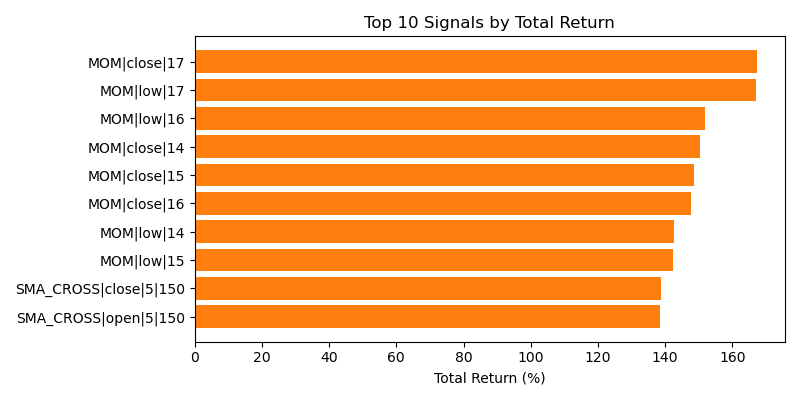 Top 10 Signals by Total Return
MOM|close|17
MOM|low|17
MOM|low|16
MOM|close|14
MOM|close|15
MOM|close|16
MOM|low|14
MOM|low|15
SMA_CROSS|close|5|150
SMA_CROSS|open|5|150
0 20 40 60 80 100 120 140 160
Total Return (%)